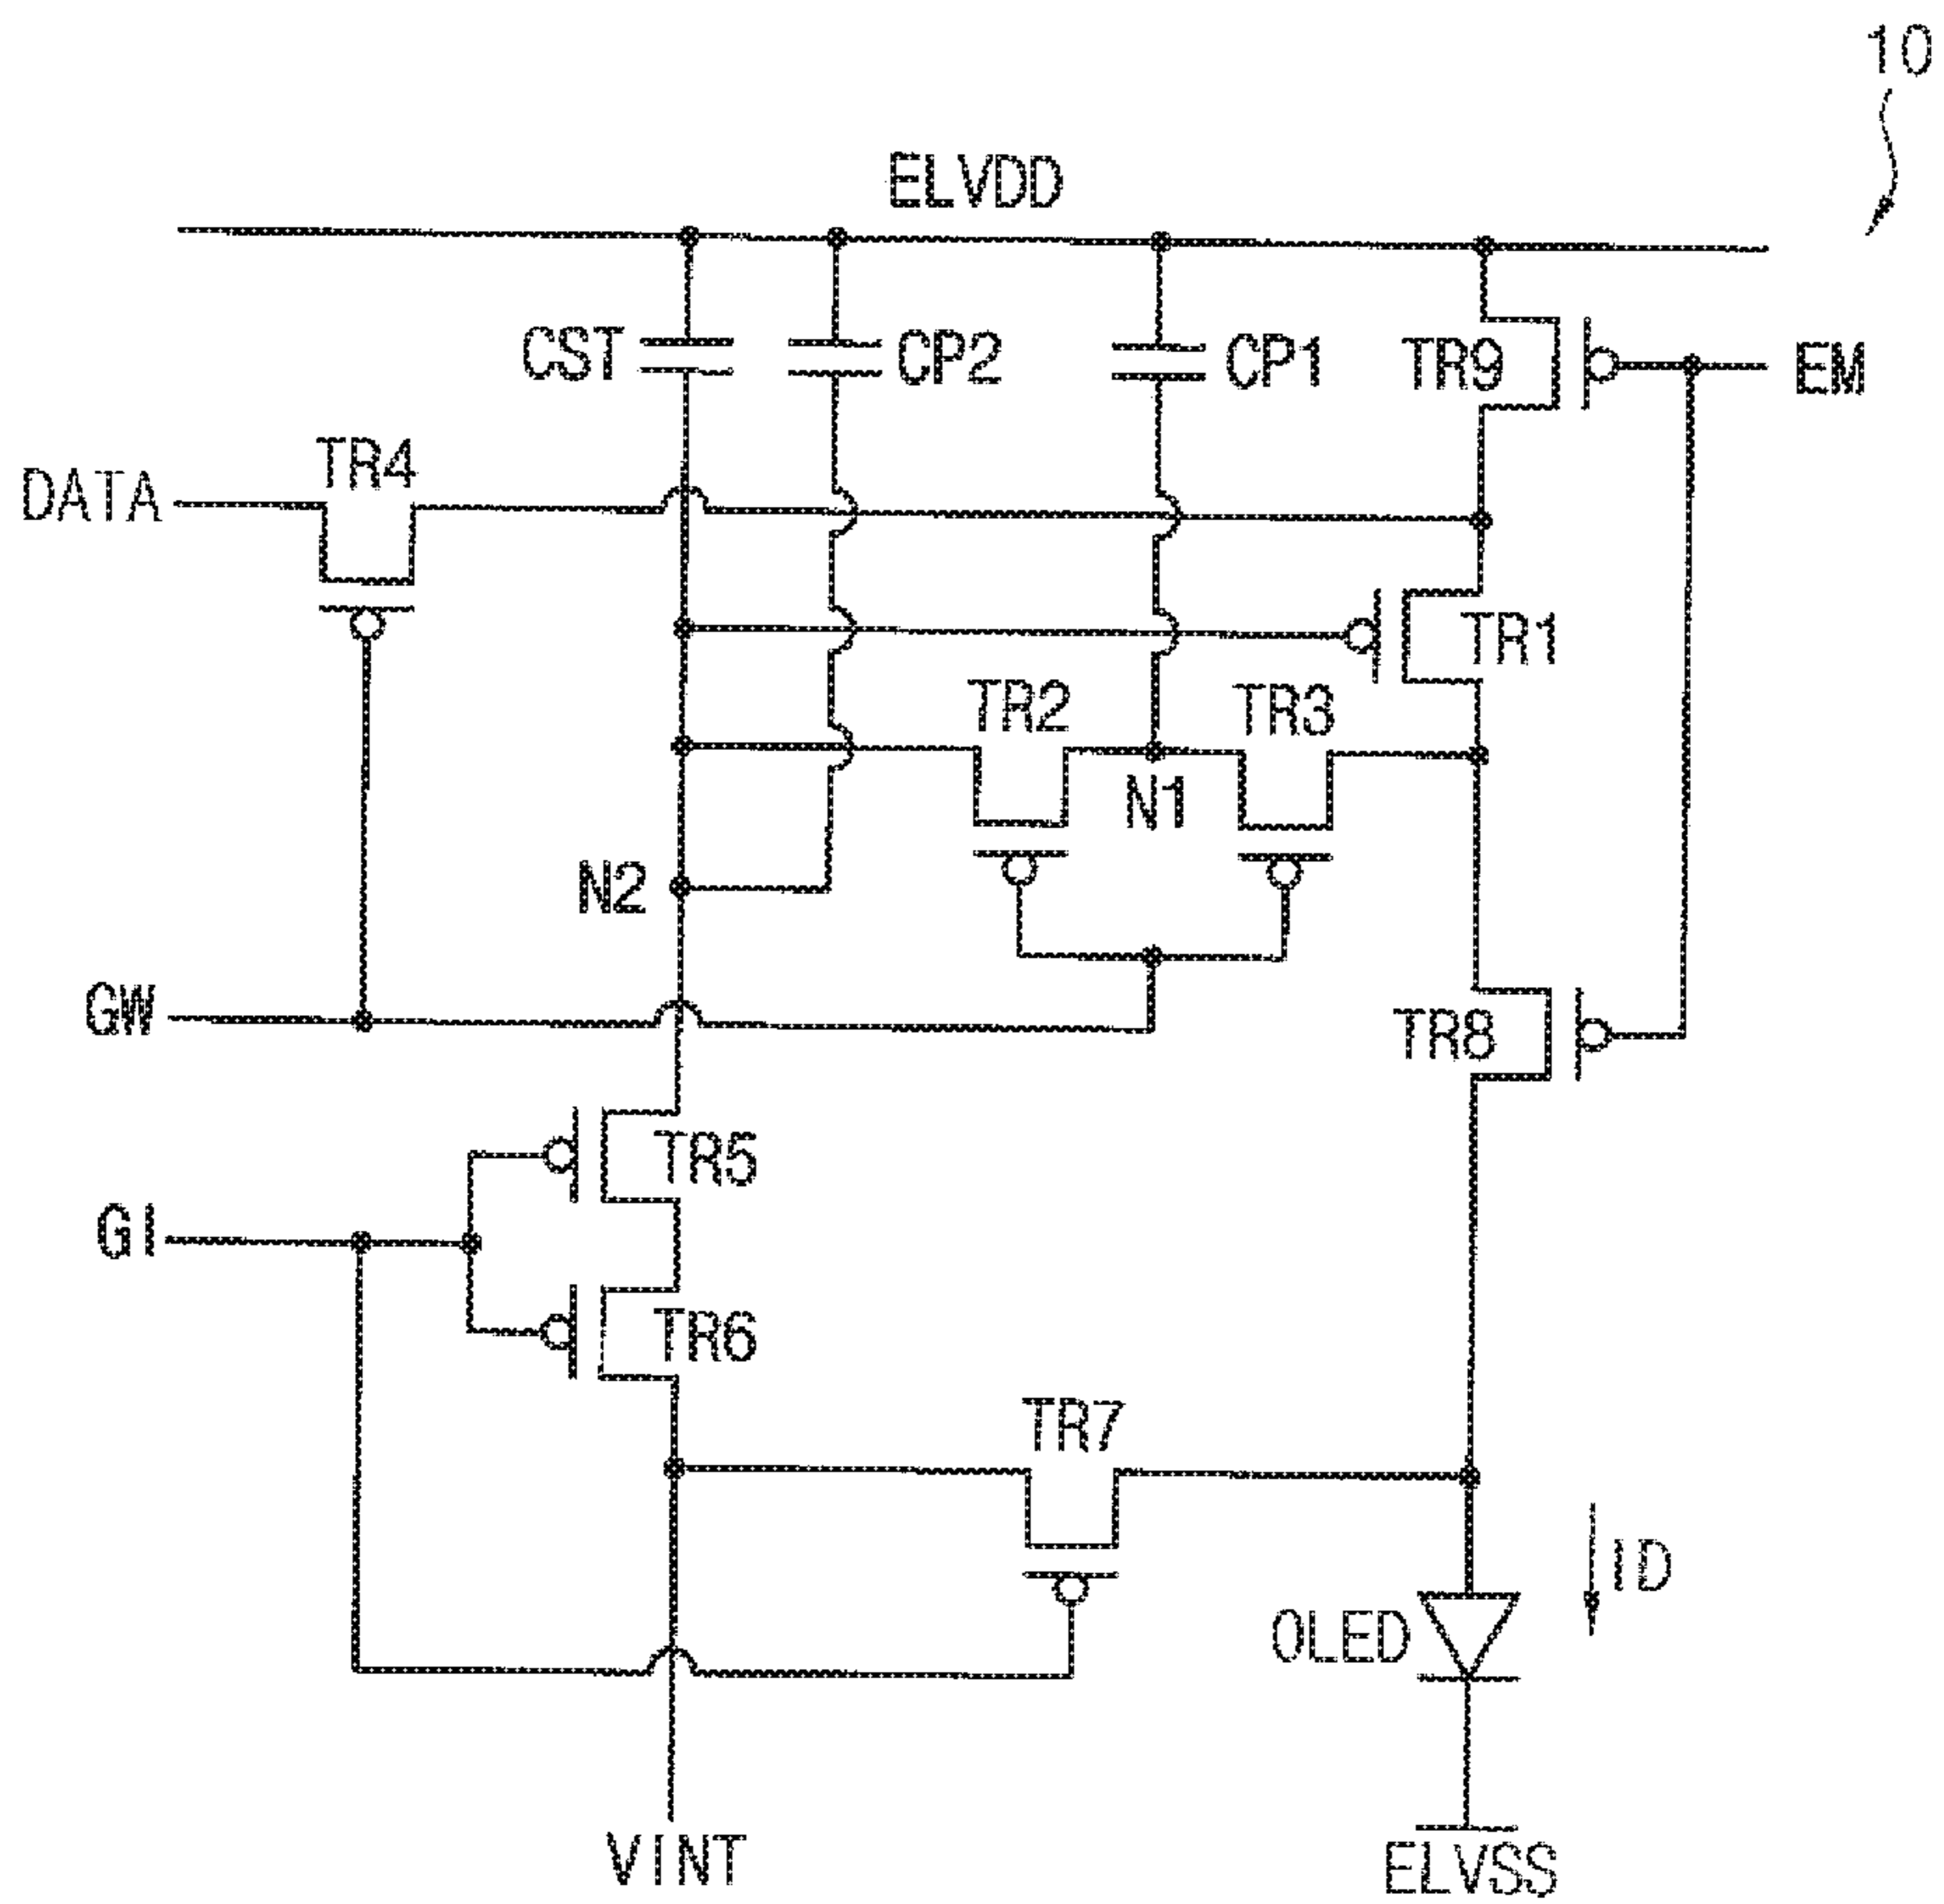 10
ELVDD
CST
CP2
CP1
TR9
EM
DATA
TR4
TR1
TR2
TR3
N1
N2
GW
TR8
TR5
GI
TR6
TR7
ID
OLED
VINT
ELVSS